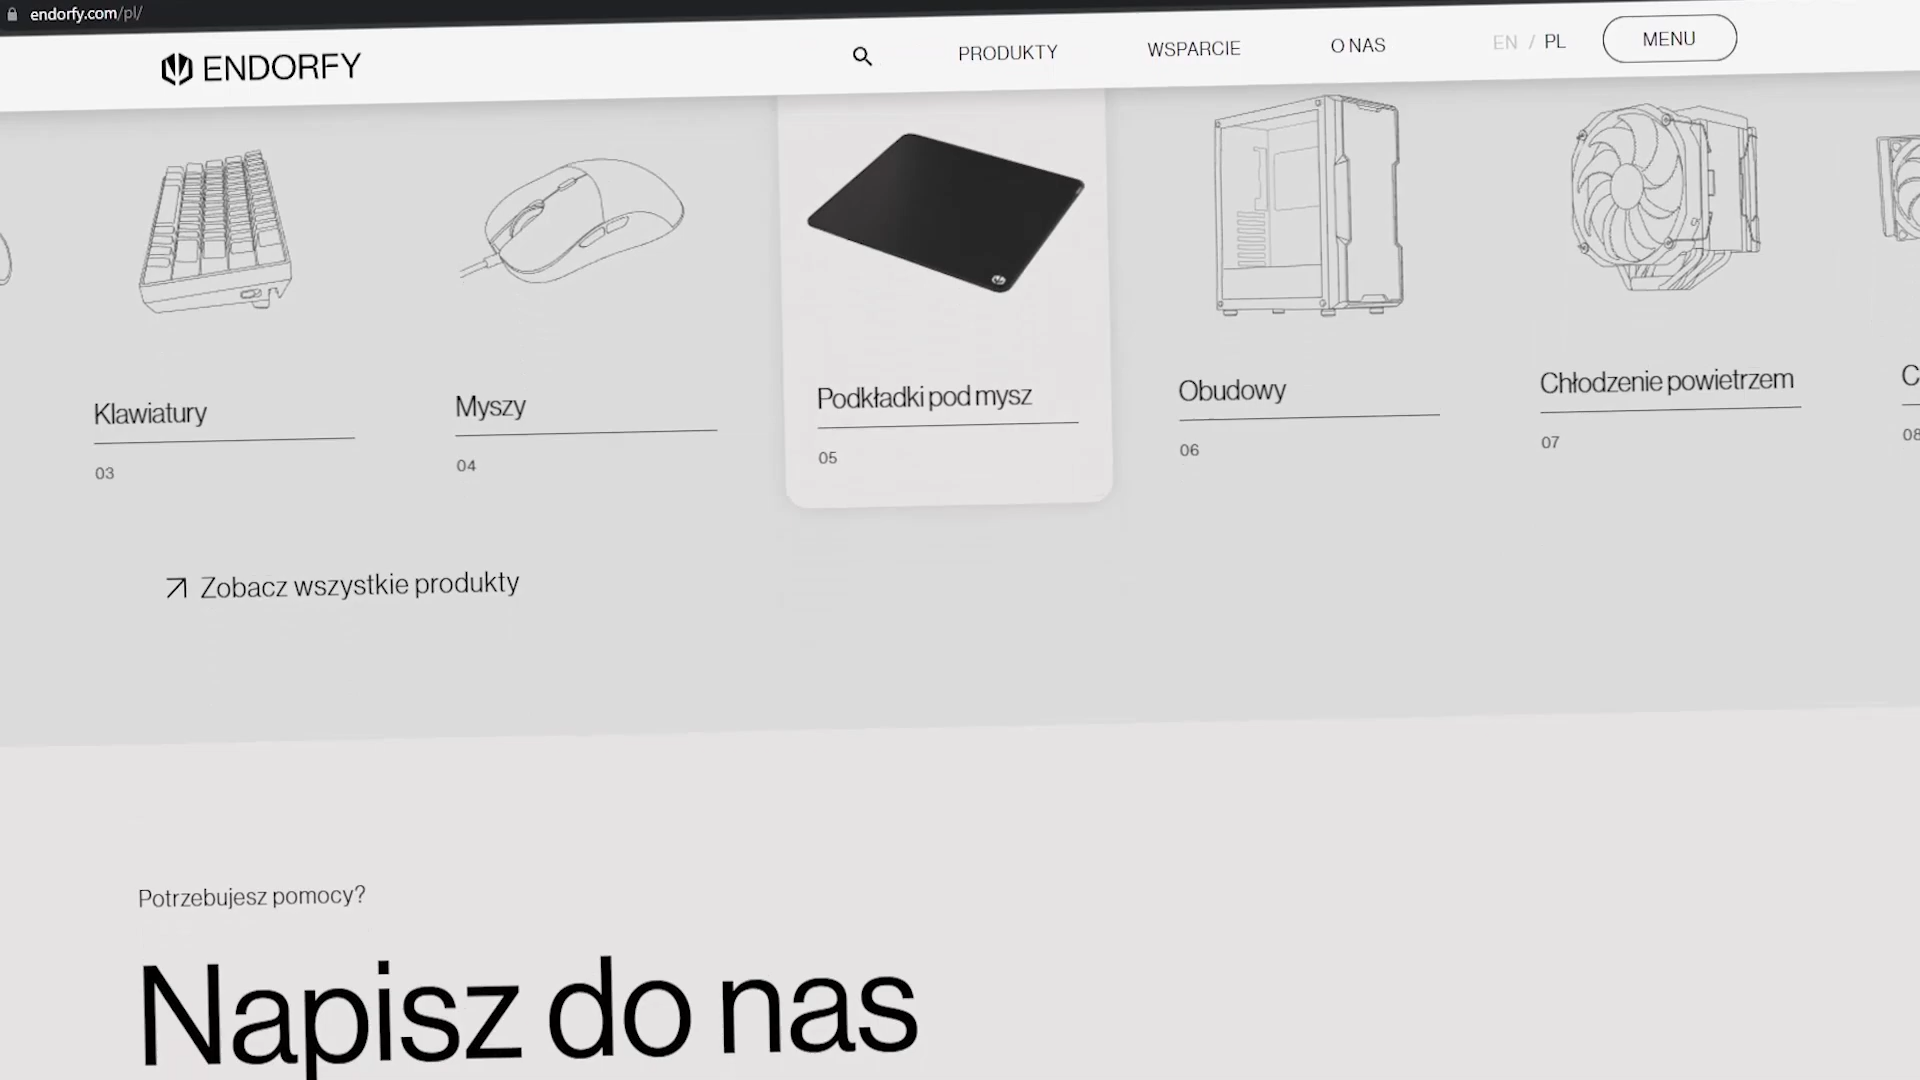 endorfy.com/pl/
ENDORFY
PRODUKTY
WSPARCIE
O NAS
EN / PL
MENU
Klawiatury
03
Myszy
04
Podkładki pod mysz
05
Obudowy
06
Chłodzenie powietrzem
07
C
08
Zobacz wszystkie produkty
Potrzebujesz pomocy?
Napisz do nas